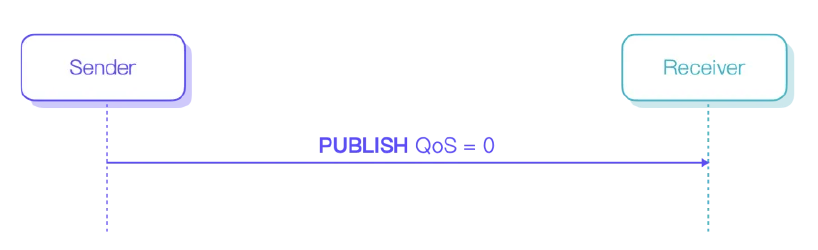 Sender
Receiver
PUBLISH QoS = 0